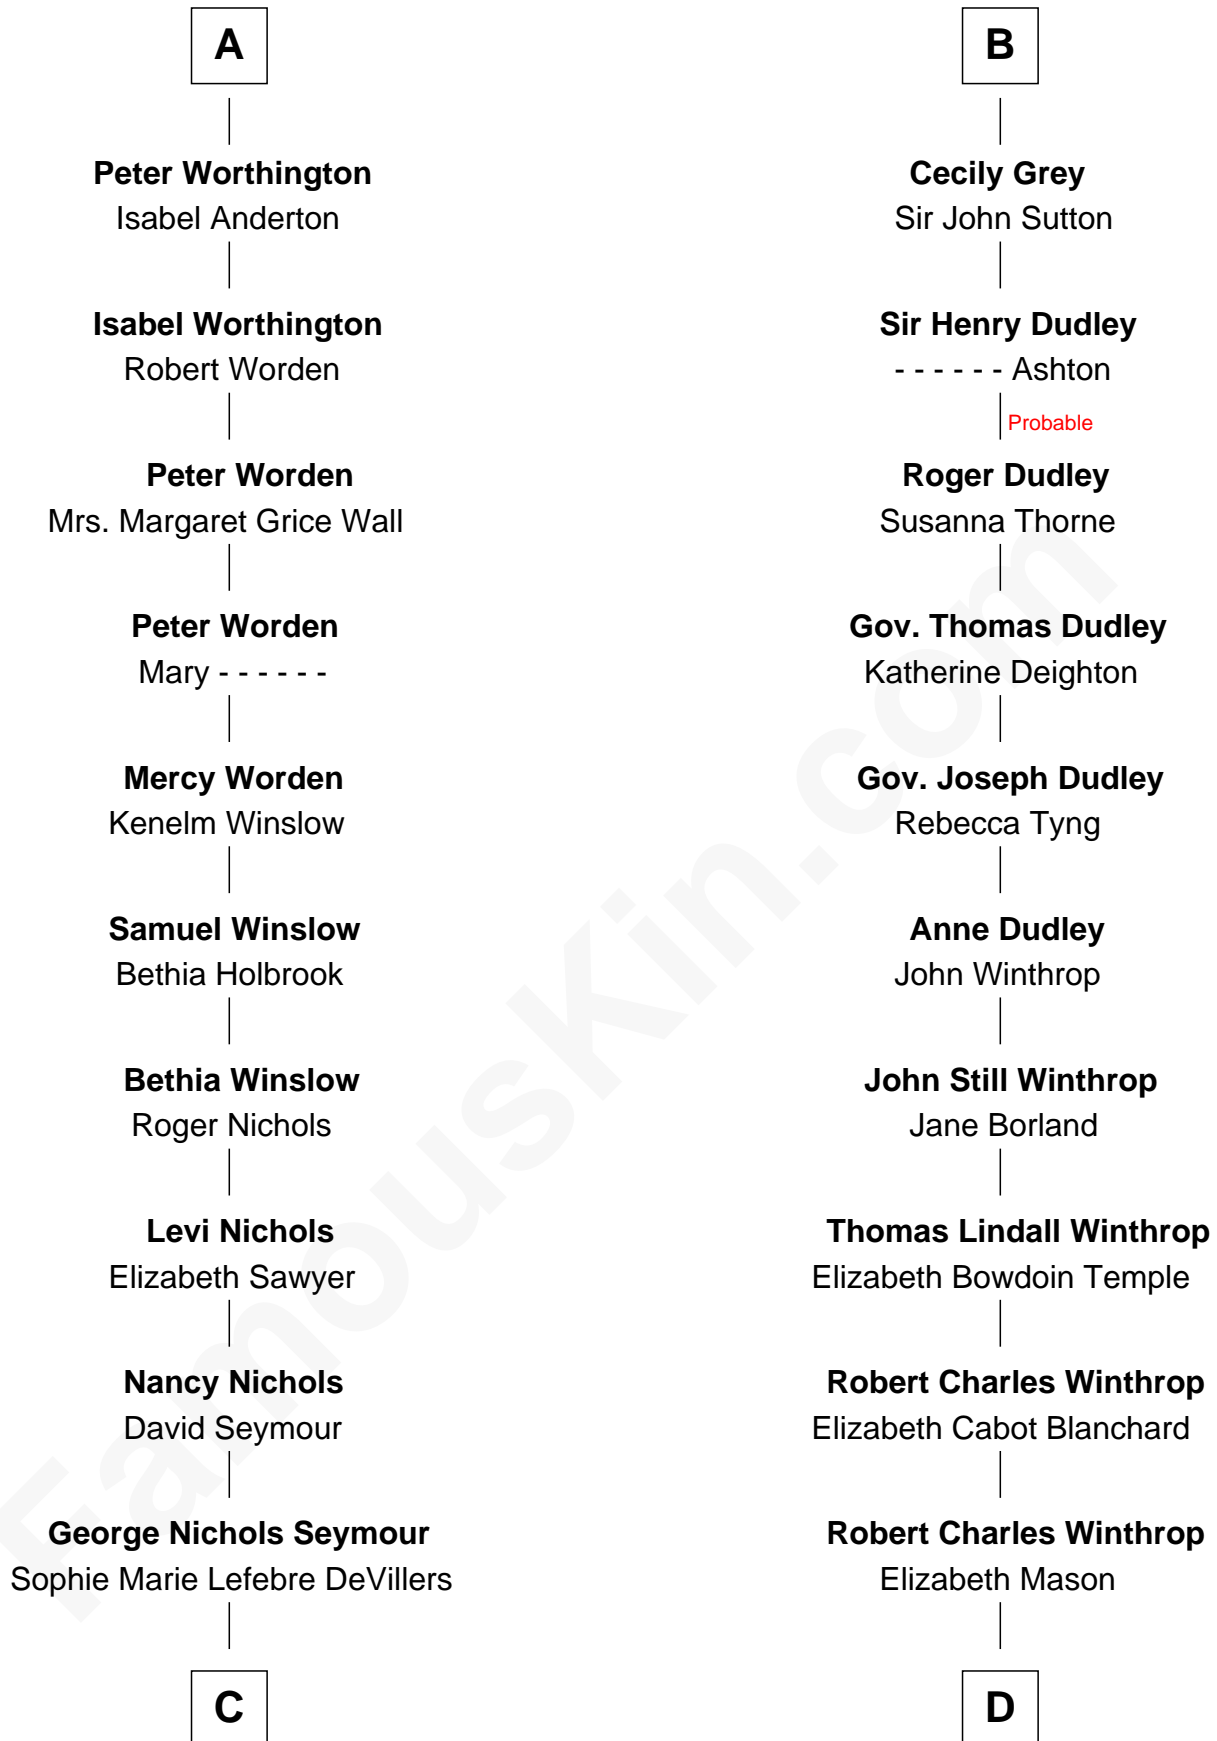 A
Peter Worthington
Isabel Anderton
Isabel Worthington
Robert Worden
Peter Worden
Mrs. Margaret Grice Wall
Peter Worden
Mary - - - - - -
Mercy Worden
Kenelm Winslow
Samuel Winslow
Bethia Holbrook
Bethia Winslow
Roger Nichols
Levi Nichols
Elizabeth Sawyer
Nancy Nichols
David Seymour
George Nichols Seymour
Sophie Marie Lefebre DeVillers
C
B
Cecily Grey
Sir John Sutton
Sir Henry Dudley
- - - - - - Ashton
Probable
Roger Dudley
Susanna Thorne
Gov. Thomas Dudley
Katherine Deighton
Gov. Joseph Dudley
Rebecca Tyng
Anne Dudley
John Winthrop
John Still Winthrop
Jane Borland
Thomas Lindall Winthrop
Elizabeth Bowdoin Temple
Robert Charles Winthrop
Elizabeth Cabot Blanchard
Robert Charles Winthrop
Elizabeth Mason
D
FamousKin.com